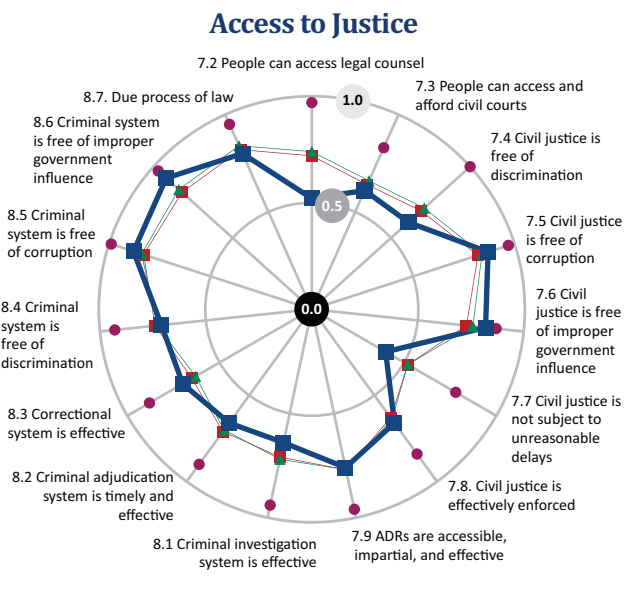 Access to Justice
7.2 People can access legal counsel
1.0
7.3 People can access and
afford civil courts
7.4 Civil justice is
free of
discrimination
7.5 Civil justice
is free of
corruption
7.6 Civil
justice is free
of improper
government
influence
7.7 Civil justice is
not subject to
unreasonable
delays
7.8. Civil justice is
effectively enforced
7.9 ADRs are accessible,
impartial, and effective
8.1 Criminal investigation
system is effective
8.2 Criminal adjudication
system is timely and
effective
8.3 Correctional
system is effective
8.4 Criminal
system is
free of
discrimination
8.5 Criminal
system is free
of corruption
8.6 Criminal system
is free of improper
government
influence
8.7. Due process of law
0.5
0.0